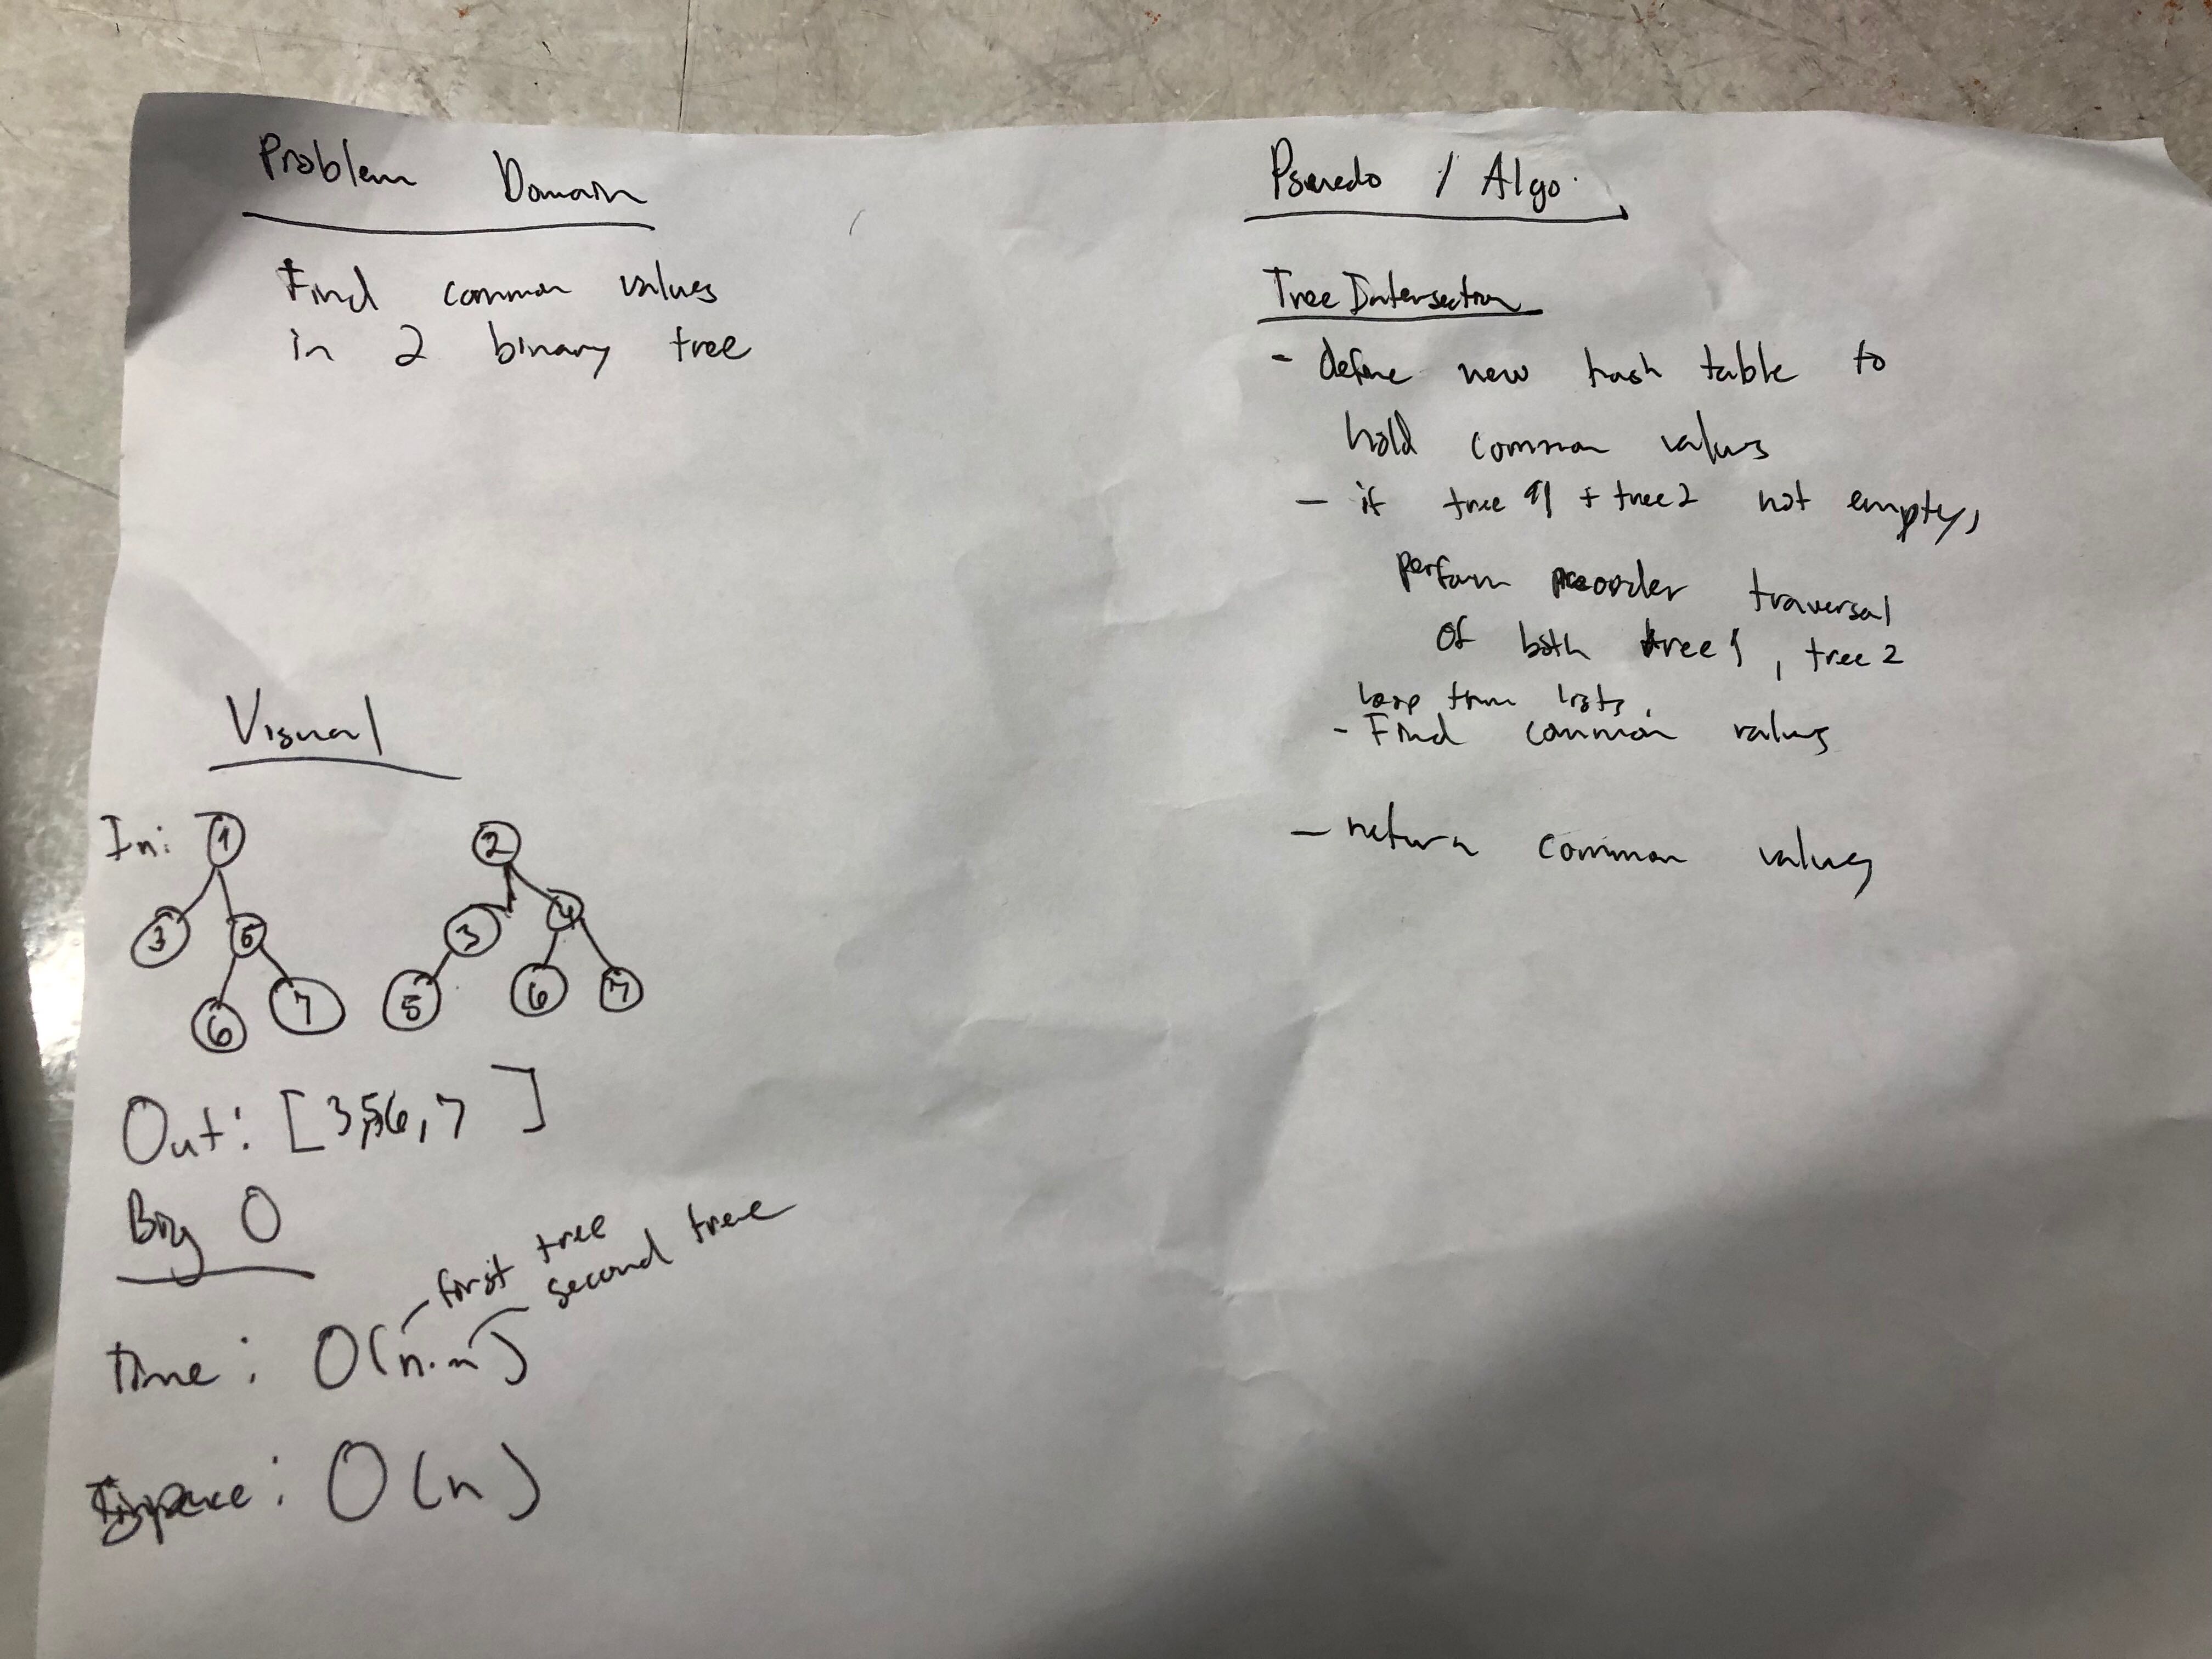 Problem Domain
Find common values
in 2 binary tree
Visual
In: 1 2
3 5 3 4
6 7 5 6 7
Out: [3,5,6,7]
Big O
first tree
second tree
time: O(n·n)
space: O(n)
Psuedo / Algo.
Tree Intersection
- define new hash table to
hold common values
- if tree 1 + tree 2 not empty,
perform preorder traversal
of both tree 1, tree 2
loop thru lists,
- Find common values
- return common values